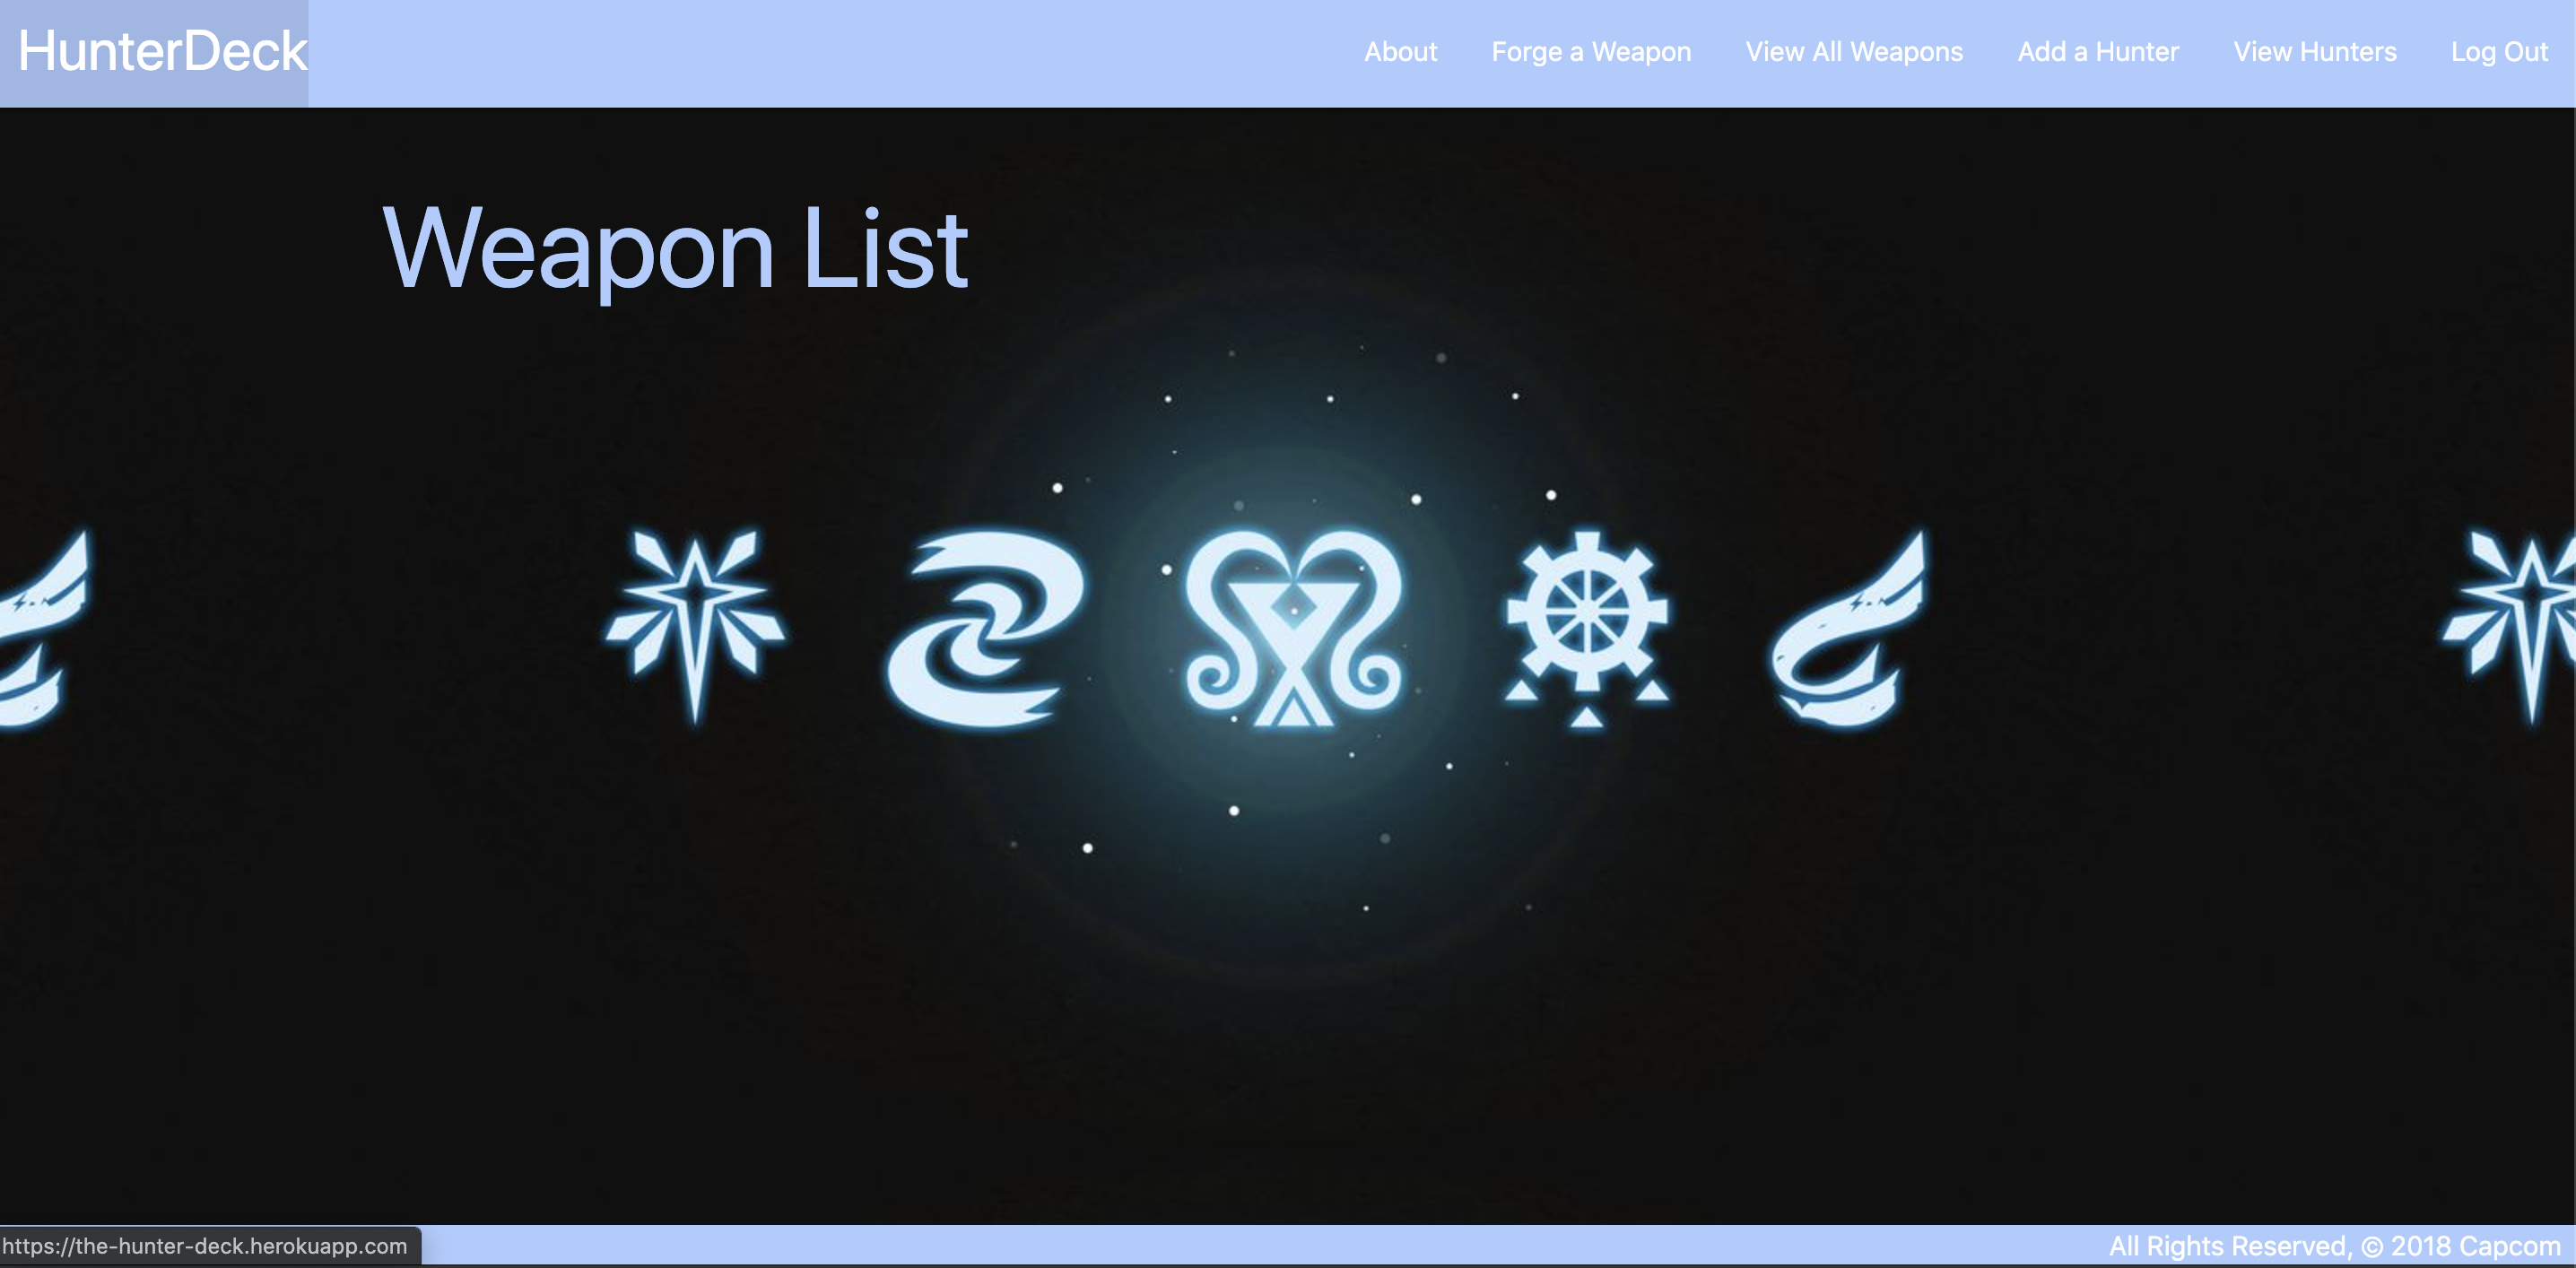 HunterDeck
About Forge a Weapon View All Weapons Add a Hunter View Hunters Log Out
Weapon List
https://the-hunter-deck.herokuapp.com
All Rights Reserved, © 2018 Capcom